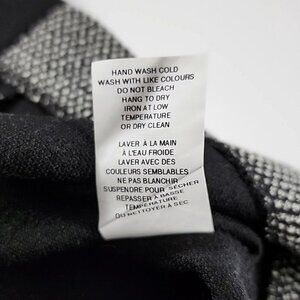 HAND WASH COLD
WASH WITH LIKE COLOURS
DO NOT BLEACH
HANG TO DRY
IRON AT LOW
TEMPERATURE
OR DRY CLEAN
LAVER À LA MAIN
À L'EAU FROIDE
LAVER AVEC DES
COULEURS SEMBLABLES
NE PAS BLANCHIR
SUSPENDRE POUR SÉCHER
REPASSER À BASSE
TEMPÉRATURE
OU NETTOYER À SEC